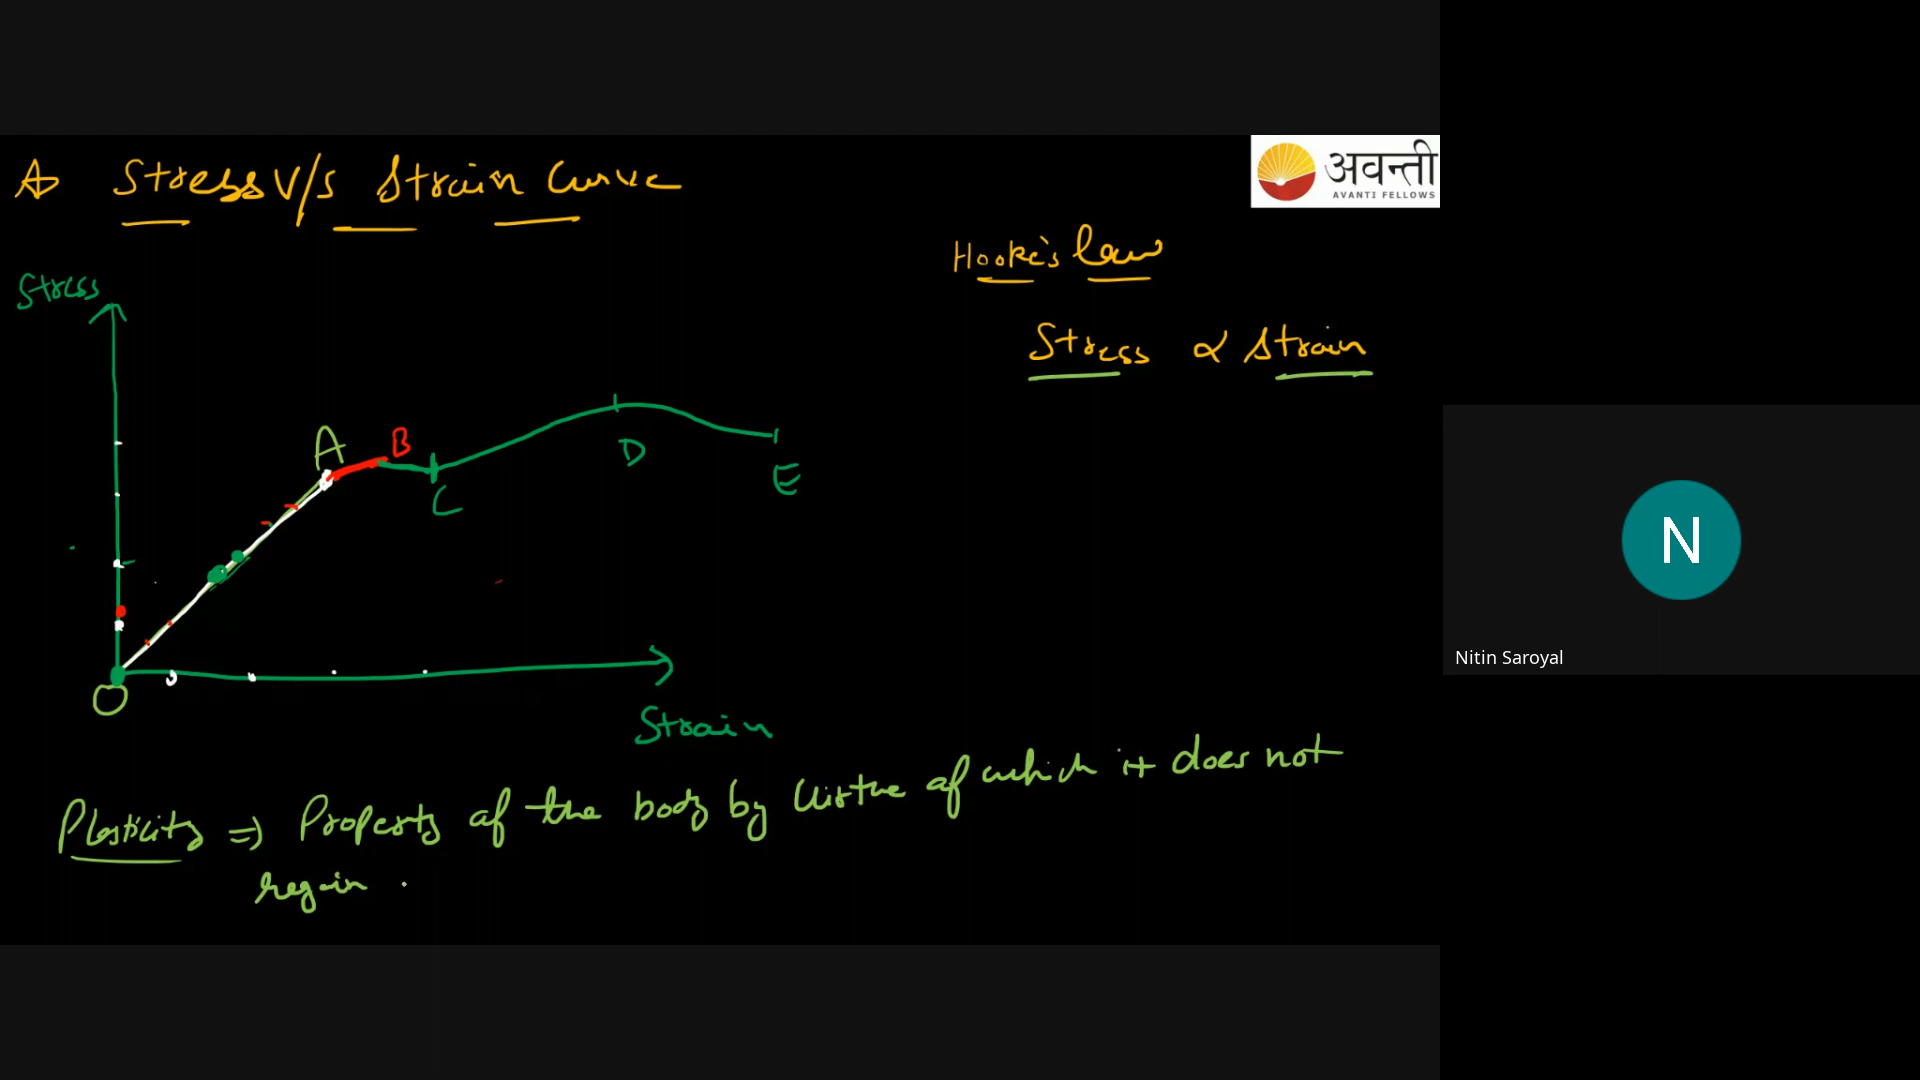 Stress V/s Strain Curve
अवन्ती
AVANTI FELLOWS
Hooke's law
Stress ∝ Strain
Stress
A
B
C
D
E
O
Strain
Plasticity ⇒ Property of the body by virtue of which it does not
regain
N
Nitin Saroyal